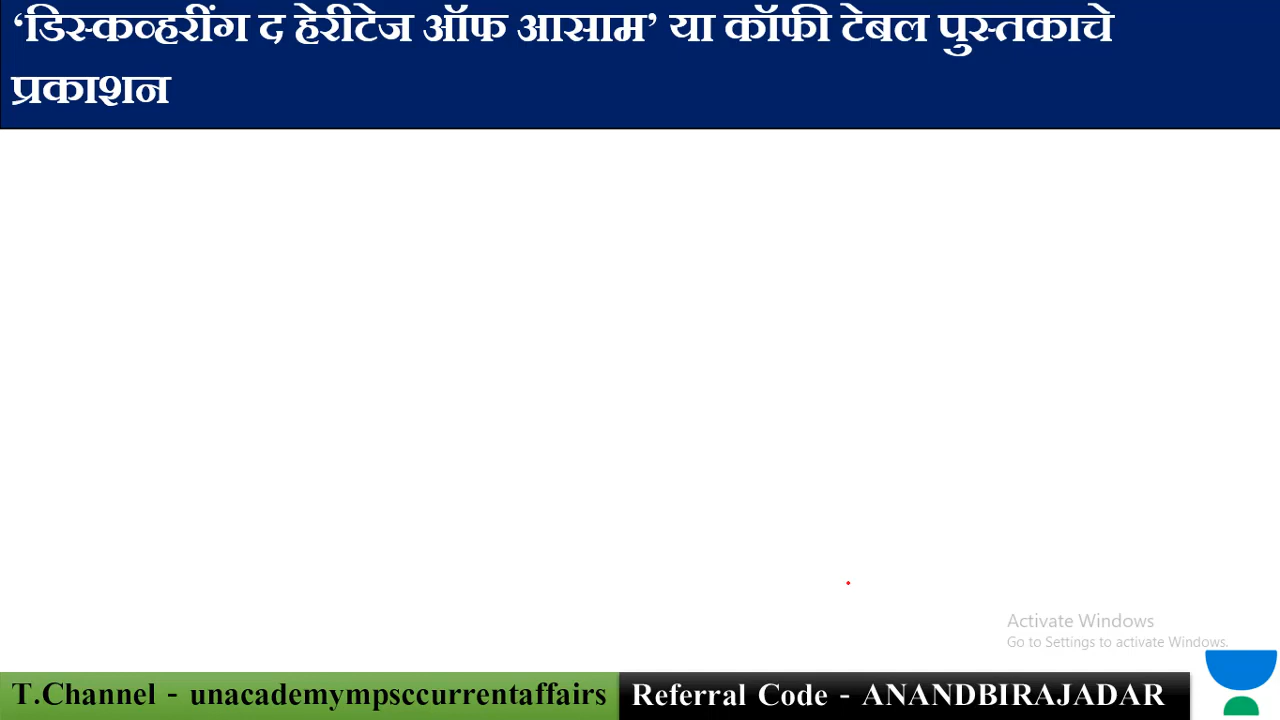 ‘डिस्कव्हरींग द हेरीटेज ऑफ आसाम’ या कॉफी टेबल पुस्तकाचे
प्रकाशन
Activate Windows
Go to Settings to activate Windows.
T.Channel - unacademympsccurrentaffairs
Referral Code - ANANDBIRAJADAR